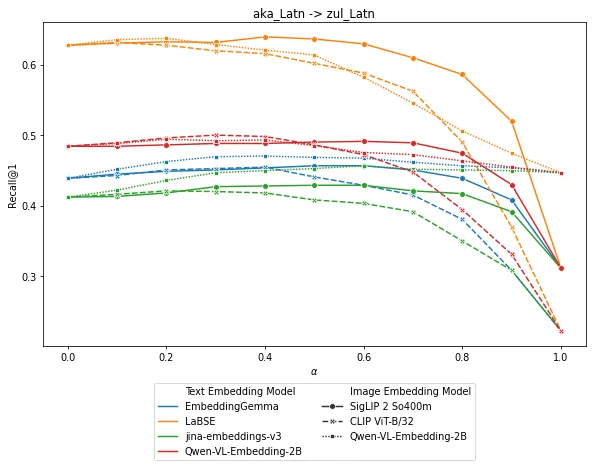 aka_Latn -> zul_Latn
Recall@1
0.6
0.5
0.4
0.3
0.0
0.2
0.4
0.6
0.8
1.0
α
Text Embedding Model
EmbeddingGemma
LaBSE
jina-embeddings-v3
Qwen-VL-Embedding-2B
Image Embedding Model
SigLIP 2 So400m
CLIP ViT-B/32
Qwen-VL-Embedding-2B